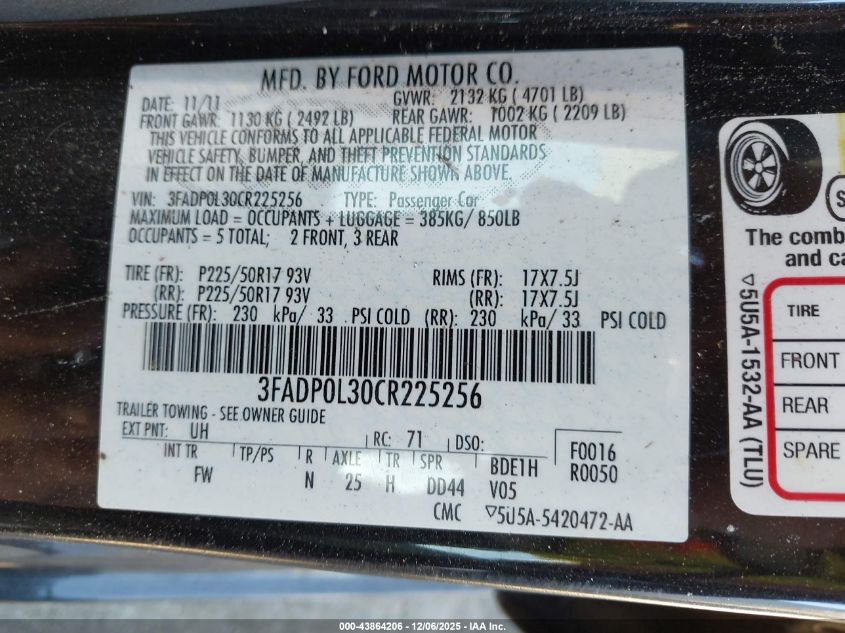 MFD. BY FORD MOTOR CO.
DATE: 11/11 GVWR: 2132 KG ( 4701 LB)
FRONT GAWR: 1130 KG ( 2492 LB) REAR GAWR: 1002 KG ( 2209 LB)
THIS VEHICLE CONFORMS TO ALL APPLICABLE FEDERAL MOTOR
VEHICLE SAFETY, BUMPER, AND THEFT PREVENTION STANDARDS
IN EFFECT ON THE DATE OF MANUFACTURE SHOWN ABOVE.
VIN: 3FADP0L30CR225256 TYPE: Passenger Car
MAXIMUM LOAD = OCCUPANTS + LUGGAGE = 385KG/ 850LB
OCCUPANTS = 5 TOTAL; 2 FRONT, 3 REAR
TIRE (FR): P225/50R17 93V RIMS (FR): 17X7.5J
(RR): P225/50R17 93V (RR): 17X7.5J
PRESSURE (FR): 230 kPa/ 33 PSI COLD (RR): 230 kPa/ 33 PSI COLD
3FADP0L30CR225256
TRAILER TOWING - SEE OWNER GUIDE
EXT PNT: UH RC: 71 DSO: F0016
INT TR TP/PS R AXLE TR SPR BDE1H R0050
FW N 25 H DD44 V05
CMC ▽5U5A-5420472-AA
The comb
and ca
▽5U5A-1532-AA (TLU)
TIRE
FRONT
REAR
SPARE
000-43864206 - 12/06/2025 - IAA Inc.